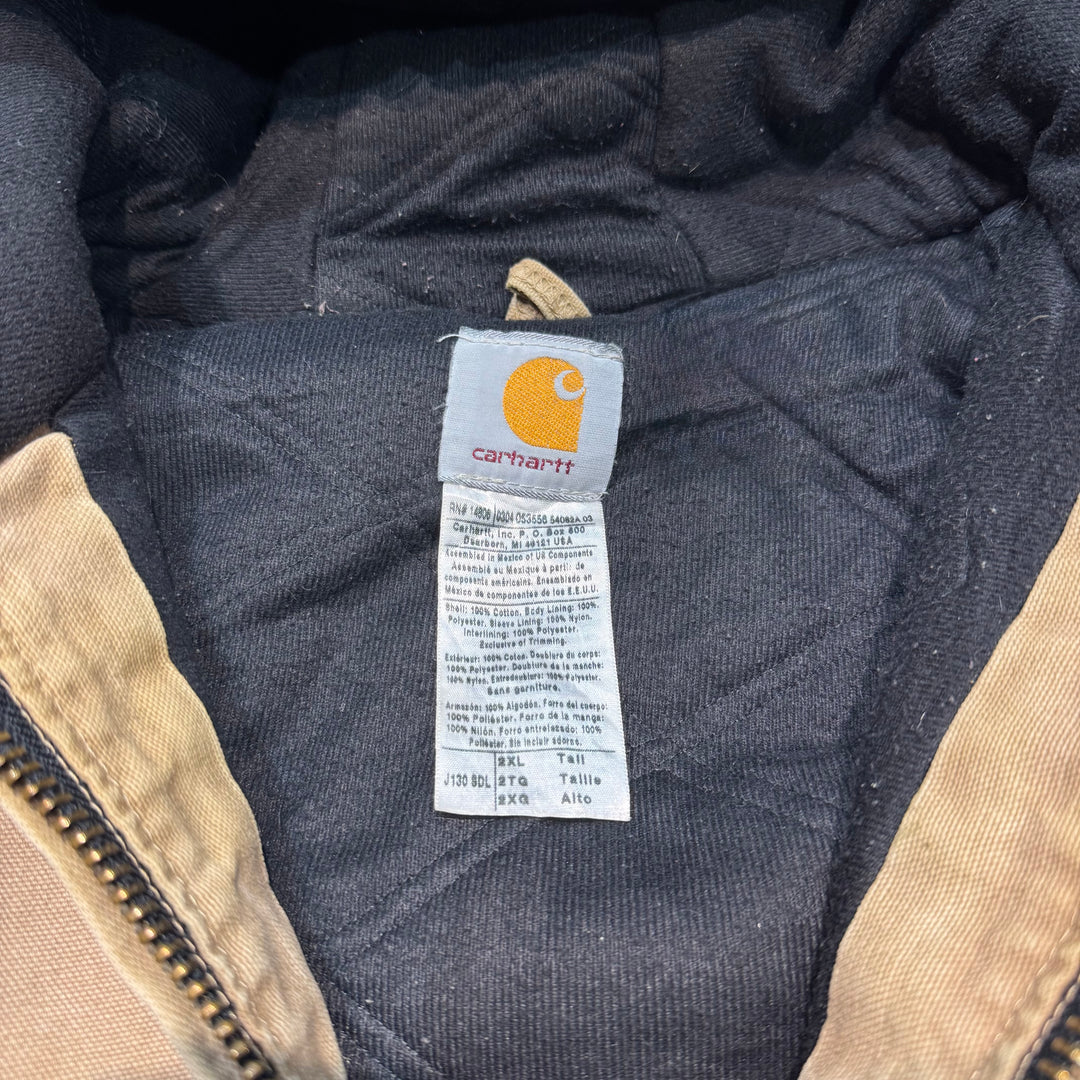 carhartt
RN# 14806 0304 053556 54082A 03
Carhartt, Inc. P. O. Box 600
Dearborn, MI 48121 USA
Assembled in Mexico of US Components
Assemblé au Mexique à partir de
composants américains. Ensamblado en
México de componentes de los E.E.U.U.
Shell: 100% Cotton. Body Lining: 100%
Polyester. Sleeve Lining: 100% Nylon.
Interlining: 100% Polyester.
Exclusive of Trimming.
Extérieur: 100% Coton. Doublure du corps:
100% Polyester. Doublure de la manche:
100% Nylon. Entredoublure: 100% Polyester.
Sans garniture.
Armazón: 100% Algodón. Forro del cuerpo:
100% Poliéster. Forro de la manga:
100% Nilón. Forro entrelazado: 100%
Poliéster. Sin incluir adorno.
J130 SDL
2XL Tall
2TG Taille
2XG Alto